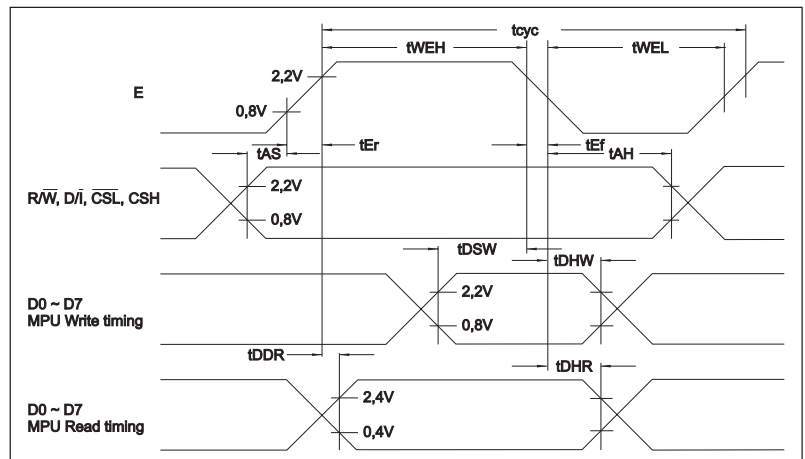 tcyc
tWEH
tWEL
2,2V
E
0,8V
tEr
tEf
tAS
tAH
R/W̅, D/I̅, C̅S̅L̅, CSH
2,2V
0,8V
tDSW
tDHW
D0 ~ D7
MPU Write timing
2,2V
0,8V
tDDR
tDHR
D0 ~ D7
MPU Read timing
2,4V
0,4V